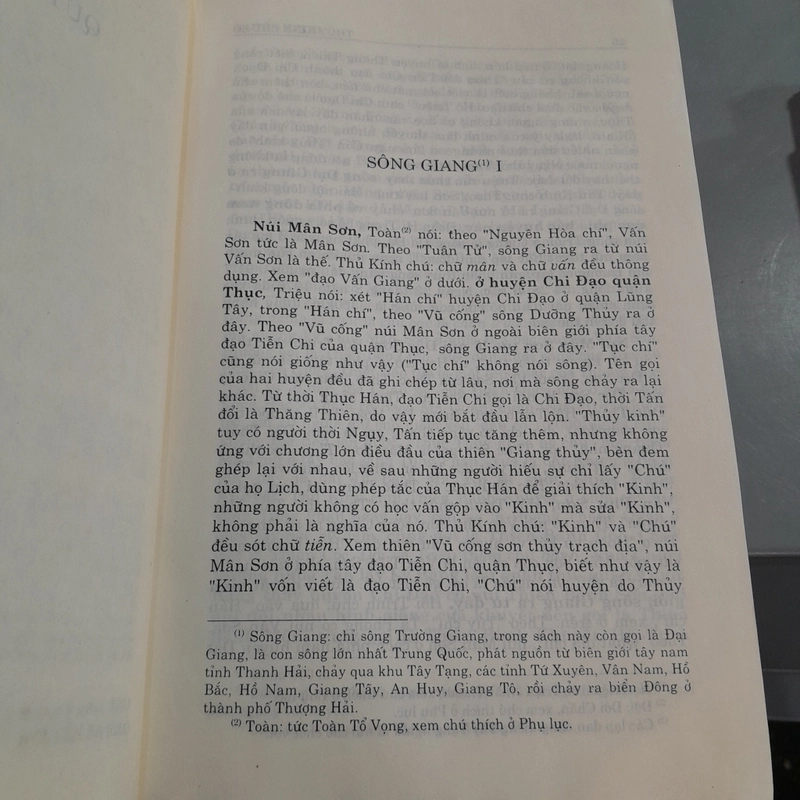 SÔNG GIANG⁽¹⁾ I
Núi Mân Sơn, Toàn⁽²⁾ nói: theo "Nguyên Hòa chí", Vấn
Sơn tức là Mân Sơn. Theo "Tuân Tử", sông Giang ra từ núi
Vấn Sơn là thế. Thủ Kính chú: chữ mân và chữ vấn đều thông
dụng. Xem "đạo Vấn Giang" ở dưới. ở huyện Chi Đạo quận
Thục, Triệu nói: xét "Hán chí" huyện Chi Đạo ở quận Lũng
Tây, trong "Hán chí", theo "Vũ cống" sông Dưỡng Thủy ra ở
đây. Theo "Vũ cống" núi Mân Sơn ở ngoài biên giới phía tây
đạo Tiễn Chi của quận Thục, sông Giang ra ở đây. "Tục chí"
cũng nói giống như vậy ("Tục chí" không nói sông). Tên gọi
của hai huyện đều đã ghi chép từ lâu, nơi mà sông chảy ra lại
khác. Từ thời Thục Hán, đạo Tiễn Chi gọi là Chi Đạo, thời Tấn
đổi là Thăng Thiên, do vậy mới bắt đầu lẫn lộn. "Thủy kinh"
tuy có người thời Ngụy, Tấn tiếp tục tăng thêm, nhưng không
ứng với chương lớn điều đầu của thiên "Giang thủy", bèn đem
ghép lại với nhau, về sau những người hiếu sự chỉ lấy "Chú"
của họ Lịch, dùng phép tắc của Thục Hán để giải thích "Kinh",
những người không có học vấn gộp vào "Kinh" mà sửa "Kinh",
không phải là nghĩa của nó. Thủ Kính chú: "Kinh" và "Chú"
đều sót chữ tiễn. Xem thiên "Vũ cống sơn thủy trạch địa", núi
Mân Sơn ở phía tây đạo Tiễn Chi, quận Thục, biết như vậy là
"Kinh" vốn viết là đạo Tiễn Chi, "Chú" nói huyện do Thủy
⁽¹⁾ Sông Giang: chỉ sông Trường Giang, trong sách này còn gọi là Đại
Giang, là con sông lớn nhất Trung Quốc, phát nguồn từ biên giới tây nam
tỉnh Thanh Hải, chảy qua khu Tây Tạng, các tỉnh Tứ Xuyên, Vân Nam, Hồ
Bắc, Hồ Nam, Giang Tây, An Huy, Giang Tô, rồi chảy ra biển Đông ở
thành phố Thượng Hải.
⁽²⁾ Toàn: tức Toàn Tổ Vọng, xem chú thích ở Phụ lục.